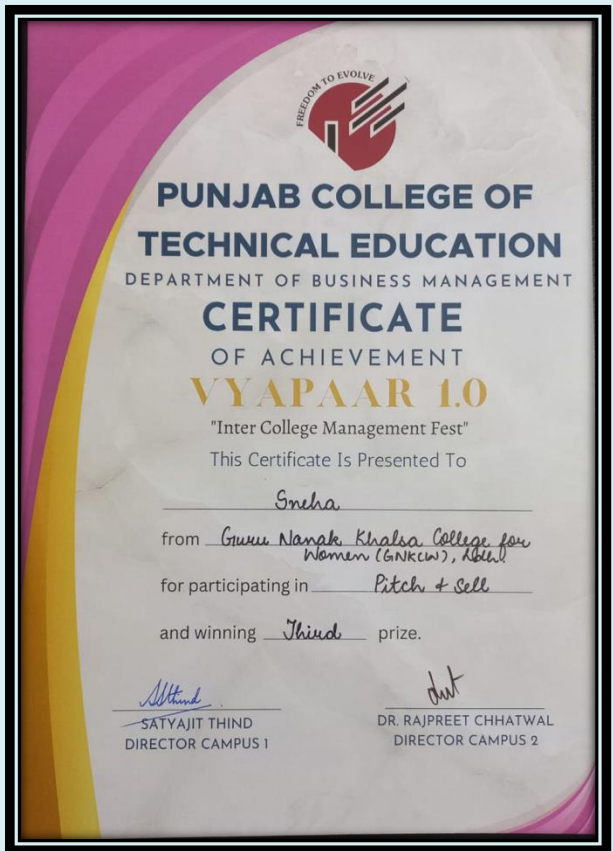 FREEDOM TO EVOLVE
PUNJAB COLLEGE OF
TECHNICAL EDUCATION
DEPARTMENT OF BUSINESS MANAGEMENT
CERTIFICATE
OF ACHIEVEMENT
VYAPAAR 1.0
"Inter College Management Fest"
This Certificate Is Presented To
Sneha
from Guru Nanak Khalsa College for
Women (GNKCW),
for participating in Pitch & Sell
and winning Third prize.
SATYAJIT THIND
DIRECTOR CAMPUS 1
DR. RAJPREET CHHATWAL
DIRECTOR CAMPUS 2